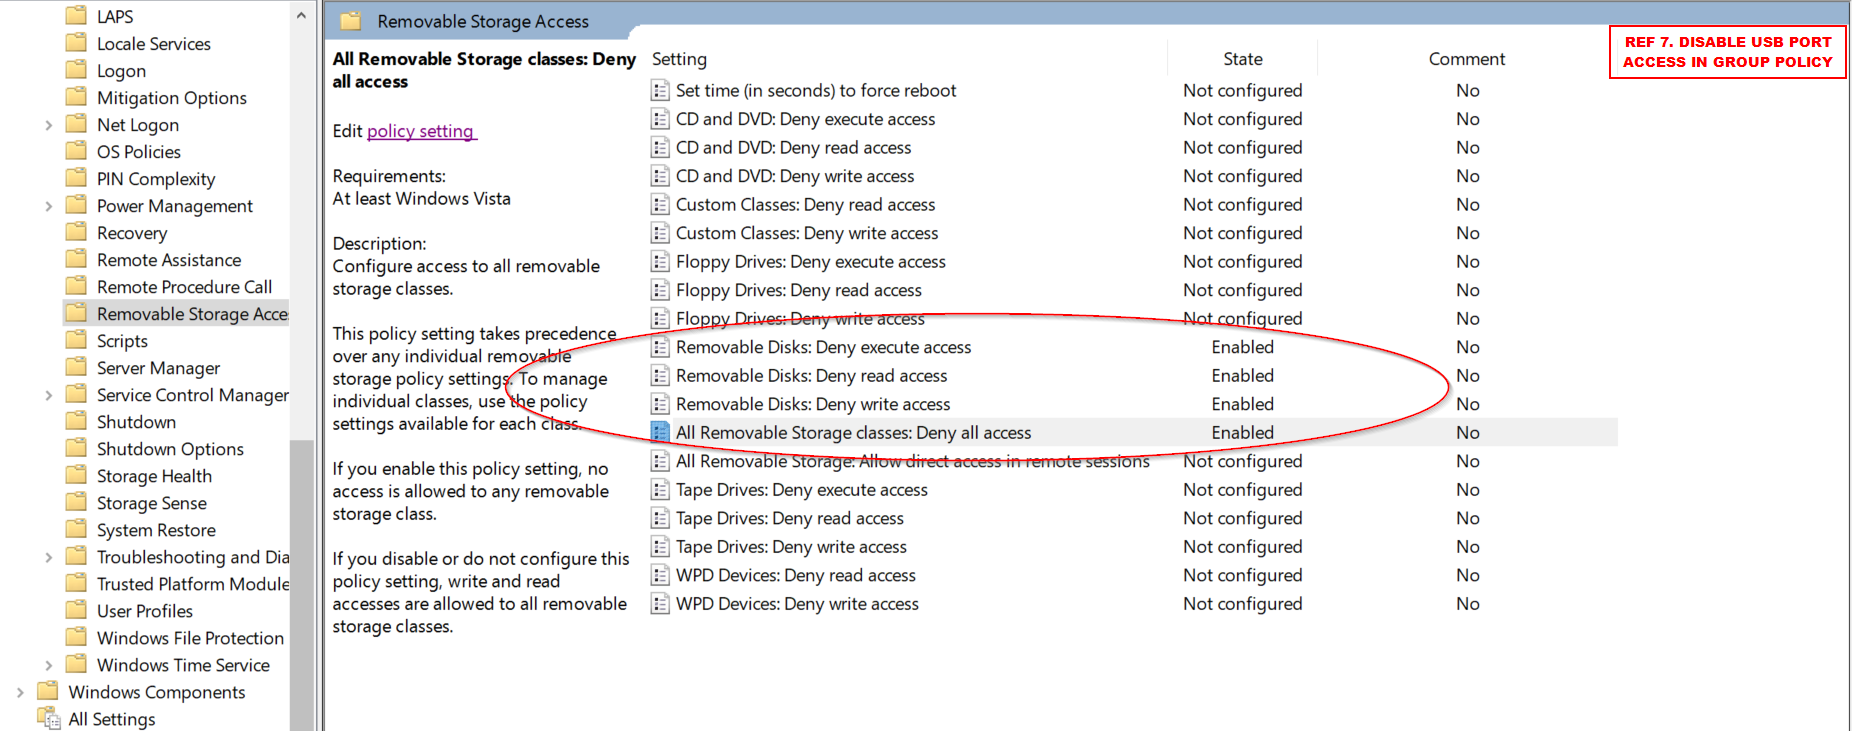 LAPS
Locale Services
Logon
Mitigation Options
Net Logon
OS Policies
PIN Complexity
Power Management
Recovery
Remote Assistance
Remote Procedure Call
Removable Storage Acce
Scripts
Server Manager
Service Control Manager
Shutdown
Shutdown Options
Storage Health
Storage Sense
System Restore
Troubleshooting and Dia
Trusted Platform Module
User Profiles
Windows File Protection
Windows Time Service
Windows Components
All Settings
Removable Storage Access
All Removable Storage classes: Deny
all access
Edit policy setting
Requirements:
At least Windows Vista
Description:
Configure access to all removable
storage classes.
This policy setting takes precedence
over any individual removable
storage policy settings. To manage
individual classes, use the policy
settings available for each class.
If you enable this policy setting, no
access is allowed to any removable
storage class.
If you disable or do not configure this
policy setting, write and read
accesses are allowed to all removable
storage classes.
Setting State Comment
Set time (in seconds) to force reboot Not configured No
CD and DVD: Deny execute access Not configured No
CD and DVD: Deny read access Not configured No
CD and DVD: Deny write access Not configured No
Custom Classes: Deny read access Not configured No
Custom Classes: Deny write access Not configured No
Floppy Drives: Deny execute access Not configured No
Floppy Drives: Deny read access Not configured No
Floppy Drives: Deny write access Not configured No
Removable Disks: Deny execute access Enabled No
Removable Disks: Deny read access Enabled No
Removable Disks: Deny write access Enabled No
All Removable Storage classes: Deny all access Enabled No
All Removable Storage: Allow direct access in remote sessions Not configured No
Tape Drives: Deny execute access Not configured No
Tape Drives: Deny read access Not configured No
Tape Drives: Deny write access Not configured No
WPD Devices: Deny read access Not configured No
WPD Devices: Deny write access Not configured No
REF 7. DISABLE USB PORT
ACCESS IN GROUP POLICY